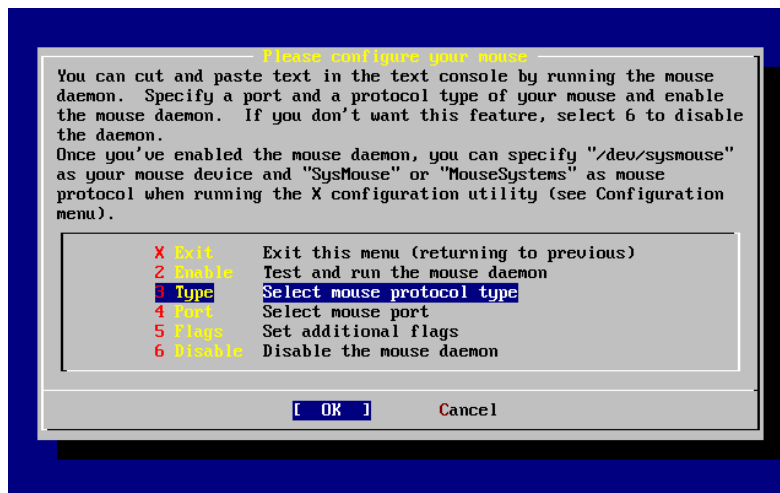 Please configure your mouse
You can cut and paste text in the text console by running the mouse
daemon.  Specify a port and a protocol type of your mouse and enable
the mouse daemon.  If you don't want this feature, select 6 to disable
the daemon.
Once you've enabled the mouse daemon, you can specify "/dev/sysmouse"
as your mouse device and "SysMouse" or "MouseSystems" as mouse
protocol when running the X configuration utility (see Configuration
menu).
X Exit Exit this menu (returning to previous)
2 Enable Test and run the mouse daemon
3 Type Select mouse protocol type
4 Port Select mouse port
5 Flags Set additional flags
6 Disable Disable the mouse daemon
[ OK ] Cancel